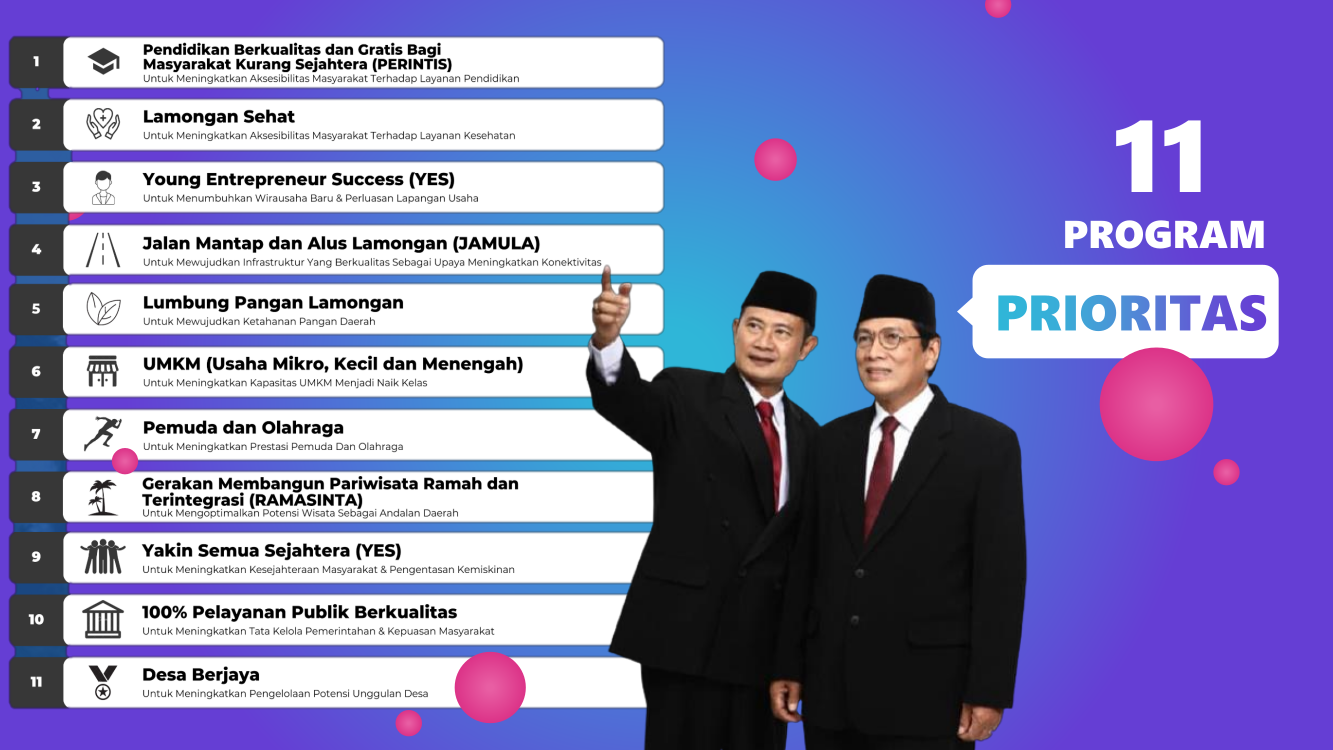 1
Pendidikan Berkualitas dan Gratis Bagi
Masyarakat Kurang Sejahtera (PERINTIS)
Untuk Meningkatkan Aksesibilitas Masyarakat Terhadap Layanan Pendidikan
2
Lamongan Sehat
Untuk Meningkatkan Aksesibilitas Masyarakat Terhadap Layanan Kesehatan
3
Young Entrepreneur Success (YES)
Untuk Menumbuhkan Wirausaha Baru & Perluasan Lapangan Usaha
4
Jalan Mantap dan Alus Lamongan (JAMULA)
Untuk Mewujudkan Infrastruktur Yang Berkualitas Sebagai Upaya Meningkatkan Konektivitas
5
Lumbung Pangan Lamongan
Untuk Mewujudkan Ketahanan Pangan Daerah
6
UMKM (Usaha Mikro, Kecil dan Menengah)
Untuk Meningkatkan Kapasitas UMKM Menjadi Naik Kelas
7
Pemuda dan Olahraga
Untuk Meningkatkan Prestasi Pemuda Dan Olahraga
8
Gerakan Membangun Pariwisata Ramah dan
Terintegrasi (RAMASINTA)
Untuk Mengoptimalkan Potensi Wisata Sebagai Andalan Daerah
9
Yakin Semua Sejahtera (YES)
Untuk Meningkatkan Kesejahteraan Masyarakat & Pengentasan Kemiskinan
10
100% Pelayanan Publik Berkualitas
Untuk Meningkatkan Tata Kelola Pemerintahan & Kepuasan Masyarakat
11
Desa Berjaya
Untuk Meningkatkan Pengelolaan Potensi Unggulan Desa
11
PROGRAM
PRIORITAS